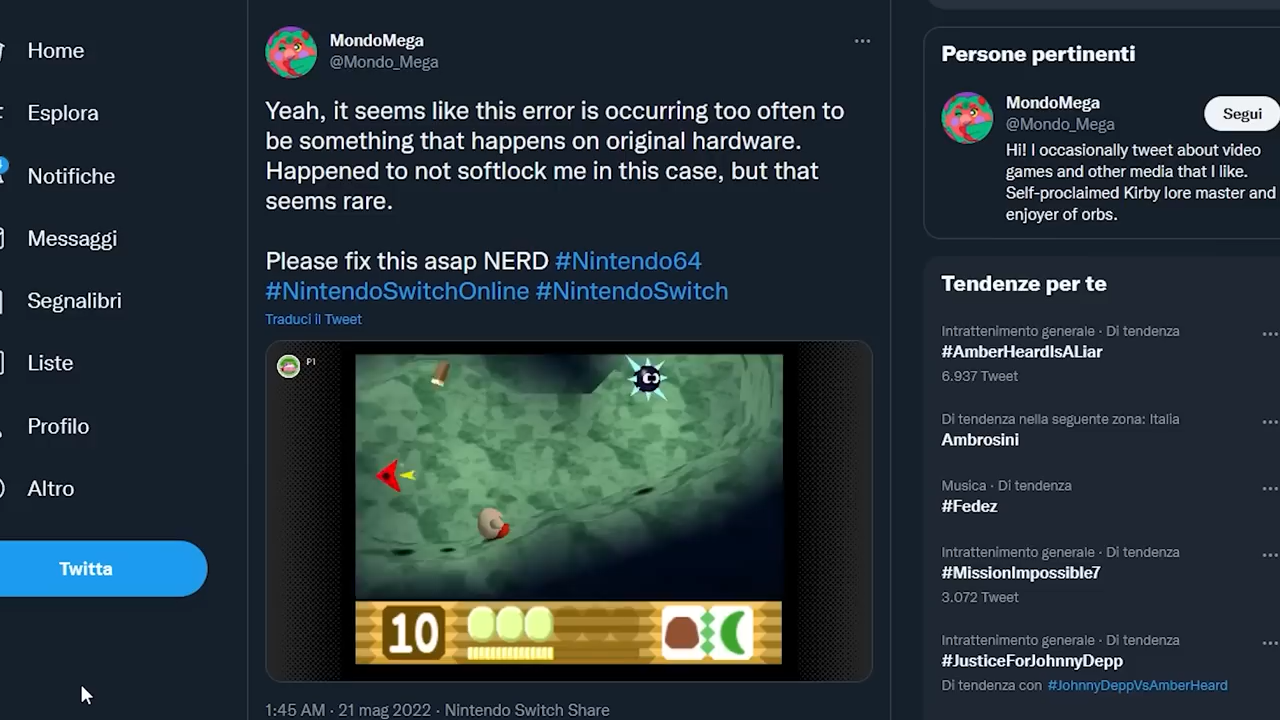 Home
Esplora
Notifiche
Messaggi
Segnalibri
Liste
Profilo
Altro
Twitta
MondoMega
@Mondo_Mega
Yeah, it seems like this error is occurring too often to
be something that happens on original hardware.
Happened to not softlock me in this case, but that
seems rare.
Please fix this asap NERD #Nintendo64
#NintendoSwitchOnline #NintendoSwitch
Traduci il Tweet
P1
10
1:45 AM · 21 mag 2022 · Nintendo Switch Share
Persone pertinenti
MondoMega
@Mondo_Mega
Segui
Hi! I occasionally tweet about video
games and other media that I like.
Self-proclaimed Kirby lore master and
enjoyer of orbs.
Tendenze per te
Intrattenimento generale · Di tendenza
#AmberHeardIsALiar
6.937 Tweet
Di tendenza nella seguente zona: Italia
Ambrosini
Musica · Di tendenza
#Fedez
Intrattenimento generale · Di tendenza
#MissionImpossible7
3.072 Tweet
Intrattenimento generale · Di tendenza
#JusticeForJohnnyDepp
Di tendenza con #JohnnyDeppVsAmberHeard